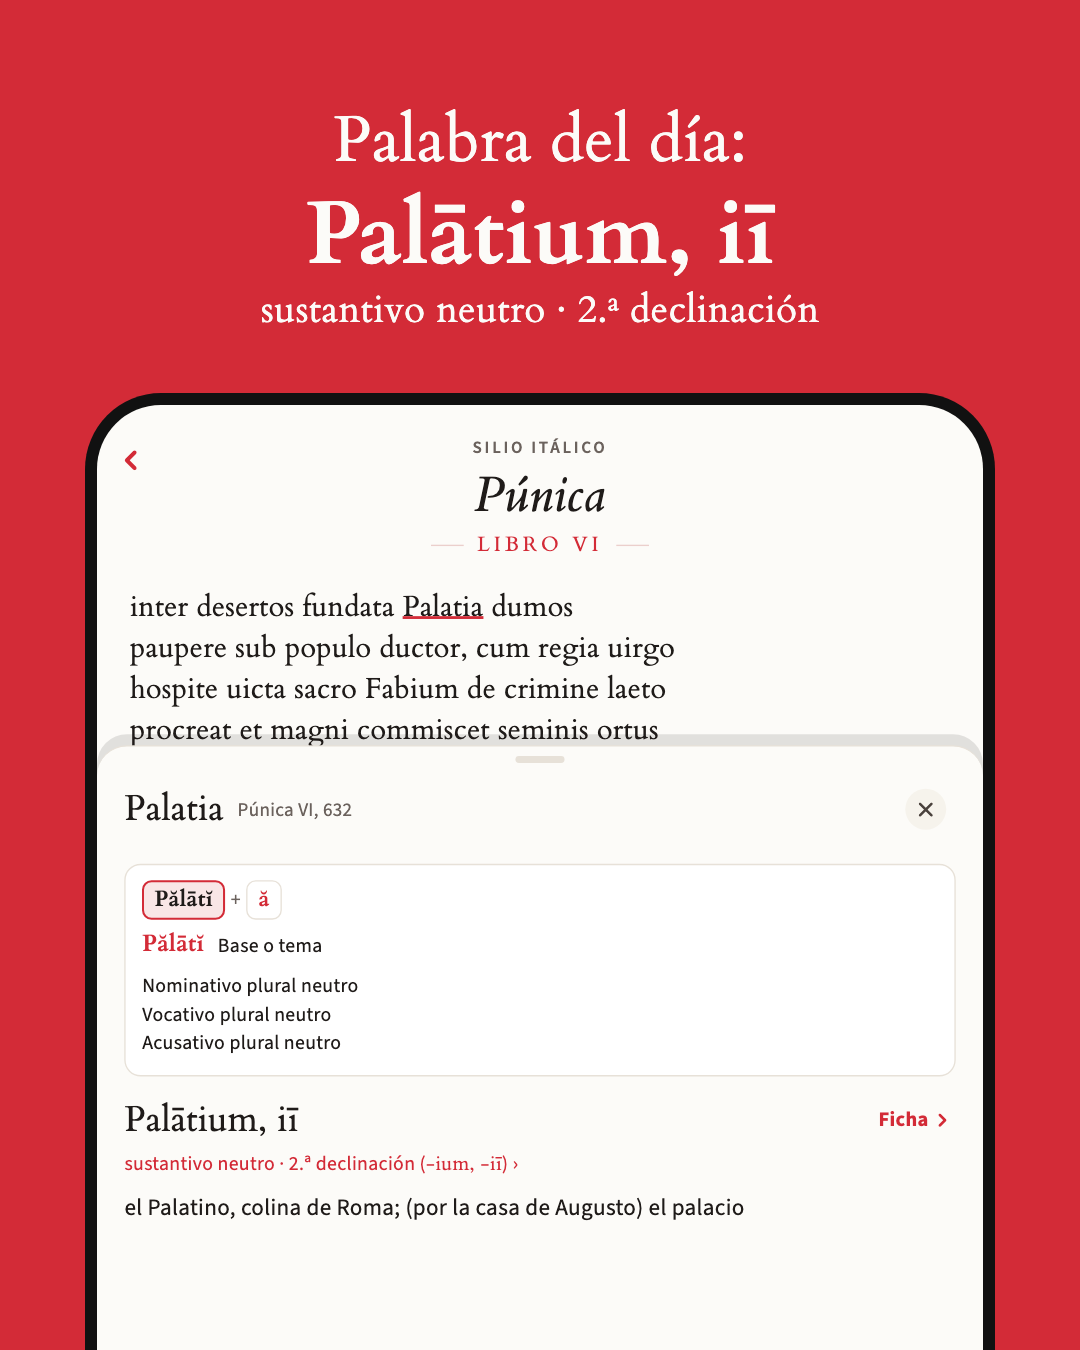 Palabra del día:
Palātium, iī
sustantivo neutro · 2.ª declinación
SILIO ITÁLICO
Púnica
LIBRO VI
inter desertos fundata Palatia dumos
paupere sub populo ductor, cum regia uirgo
hospite uicta sacro Fabium de crimine laeto
procreat et magni commiscet seminis ortus
Palatia Púnica VI, 632
Pălātĭ + ă
Pălātĭ Base o tema
Nominativo plural neutro
Vocativo plural neutro
Acusativo plural neutro
Palātium, iī
Ficha >
sustantivo neutro · 2.ª declinación (–ium, –iī) ›
el Palatino, colina de Roma; (por la casa de Augusto) el palacio